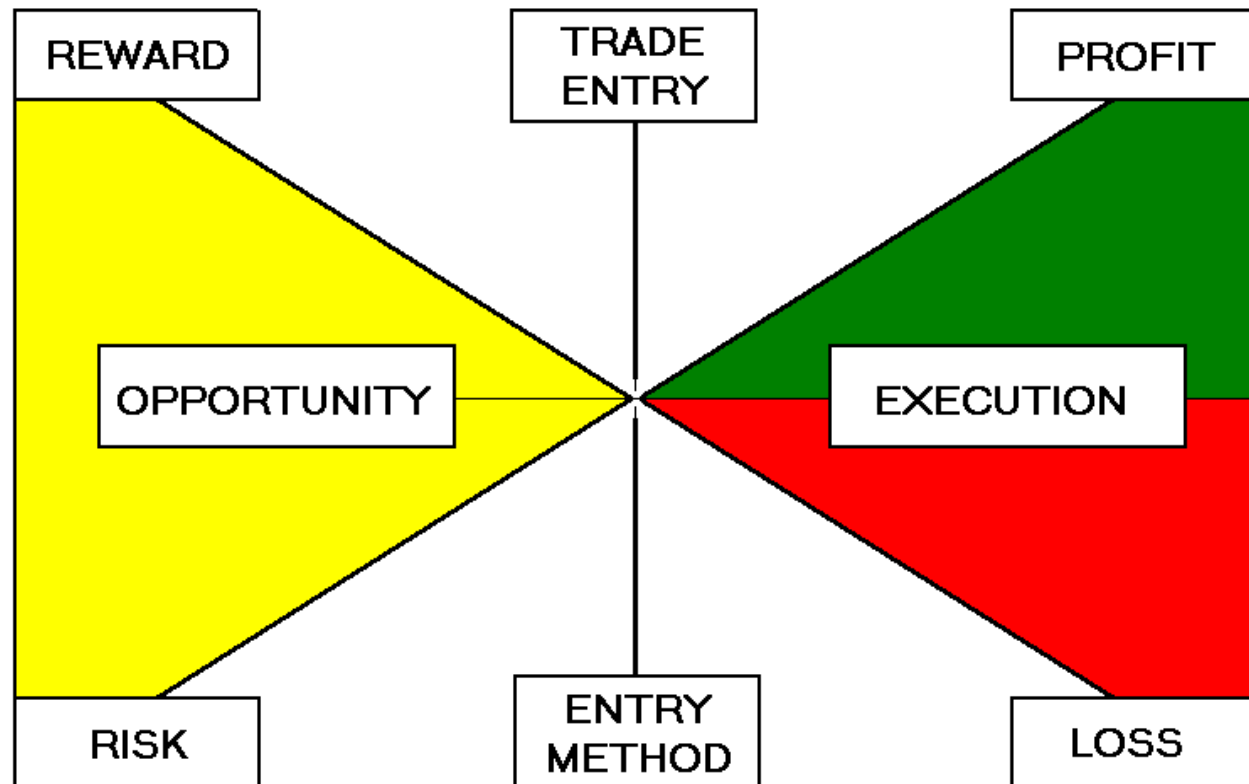 REWARD
TRADE
ENTRY
PROFIT
OPPORTUNITY
EXECUTION
RISK
ENTRY
METHOD
LOSS